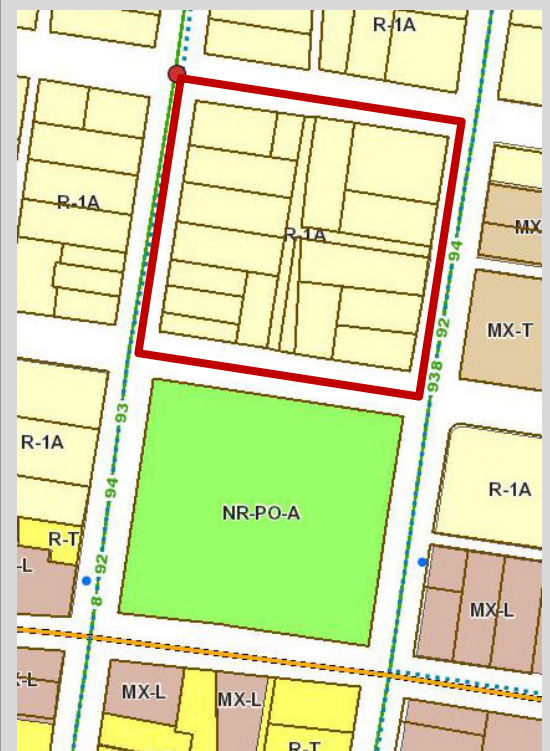 R-1A
R-1A
R-1A
MX
94
92
MX-T
938
93
R-1A
94
R-1A
NR-PO-A
R-T
92
-L
8
MX-L
-L
MX-L
MX-L
R-T